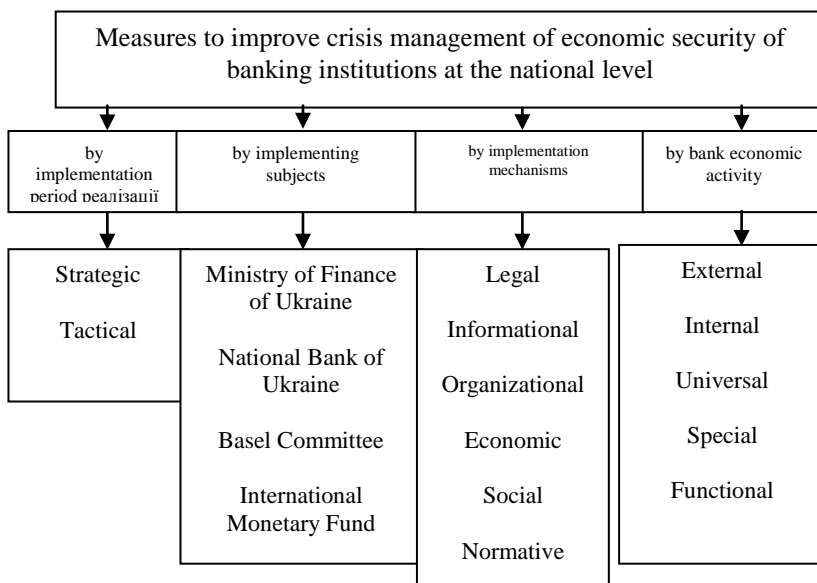 Measures to improve crisis management of economic security of
banking institutions at the national level
by
implementation
period реалізації
by implementing
subjects
by implementation
mechanisms
by bank economic
activity
Strategic
Tactical
Ministry of Finance
of Ukraine
National Bank of
Ukraine
Basel Committee
International
Monetary Fund
Legal
Informational
Organizational
Economic
Social
Normative
External
Internal
Universal
Special
Functional